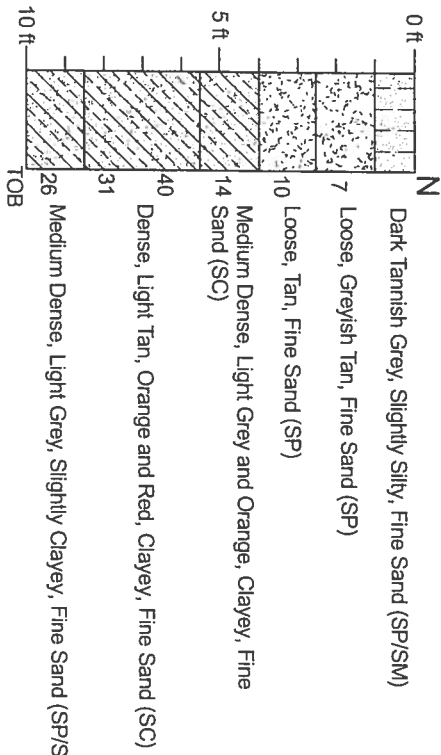 0 ft
5 ft
10 ft
N
Dark Tannish Grey, Slightly Silty, Fine Sand (SP/SM)
7
Loose, Greyish Tan, Fine Sand (SP)
10
Loose, Tan, Fine Sand (SP)
14
Medium Dense, Light Grey and Orange, Clayey, Fine
Sand (SC)
40
Dense, Light Tan, Orange and Red, Clayey, Fine Sand (SC)
31
26
Medium Dense, Light Grey, Slightly Clayey, Fine Sand (SP/S
TOB